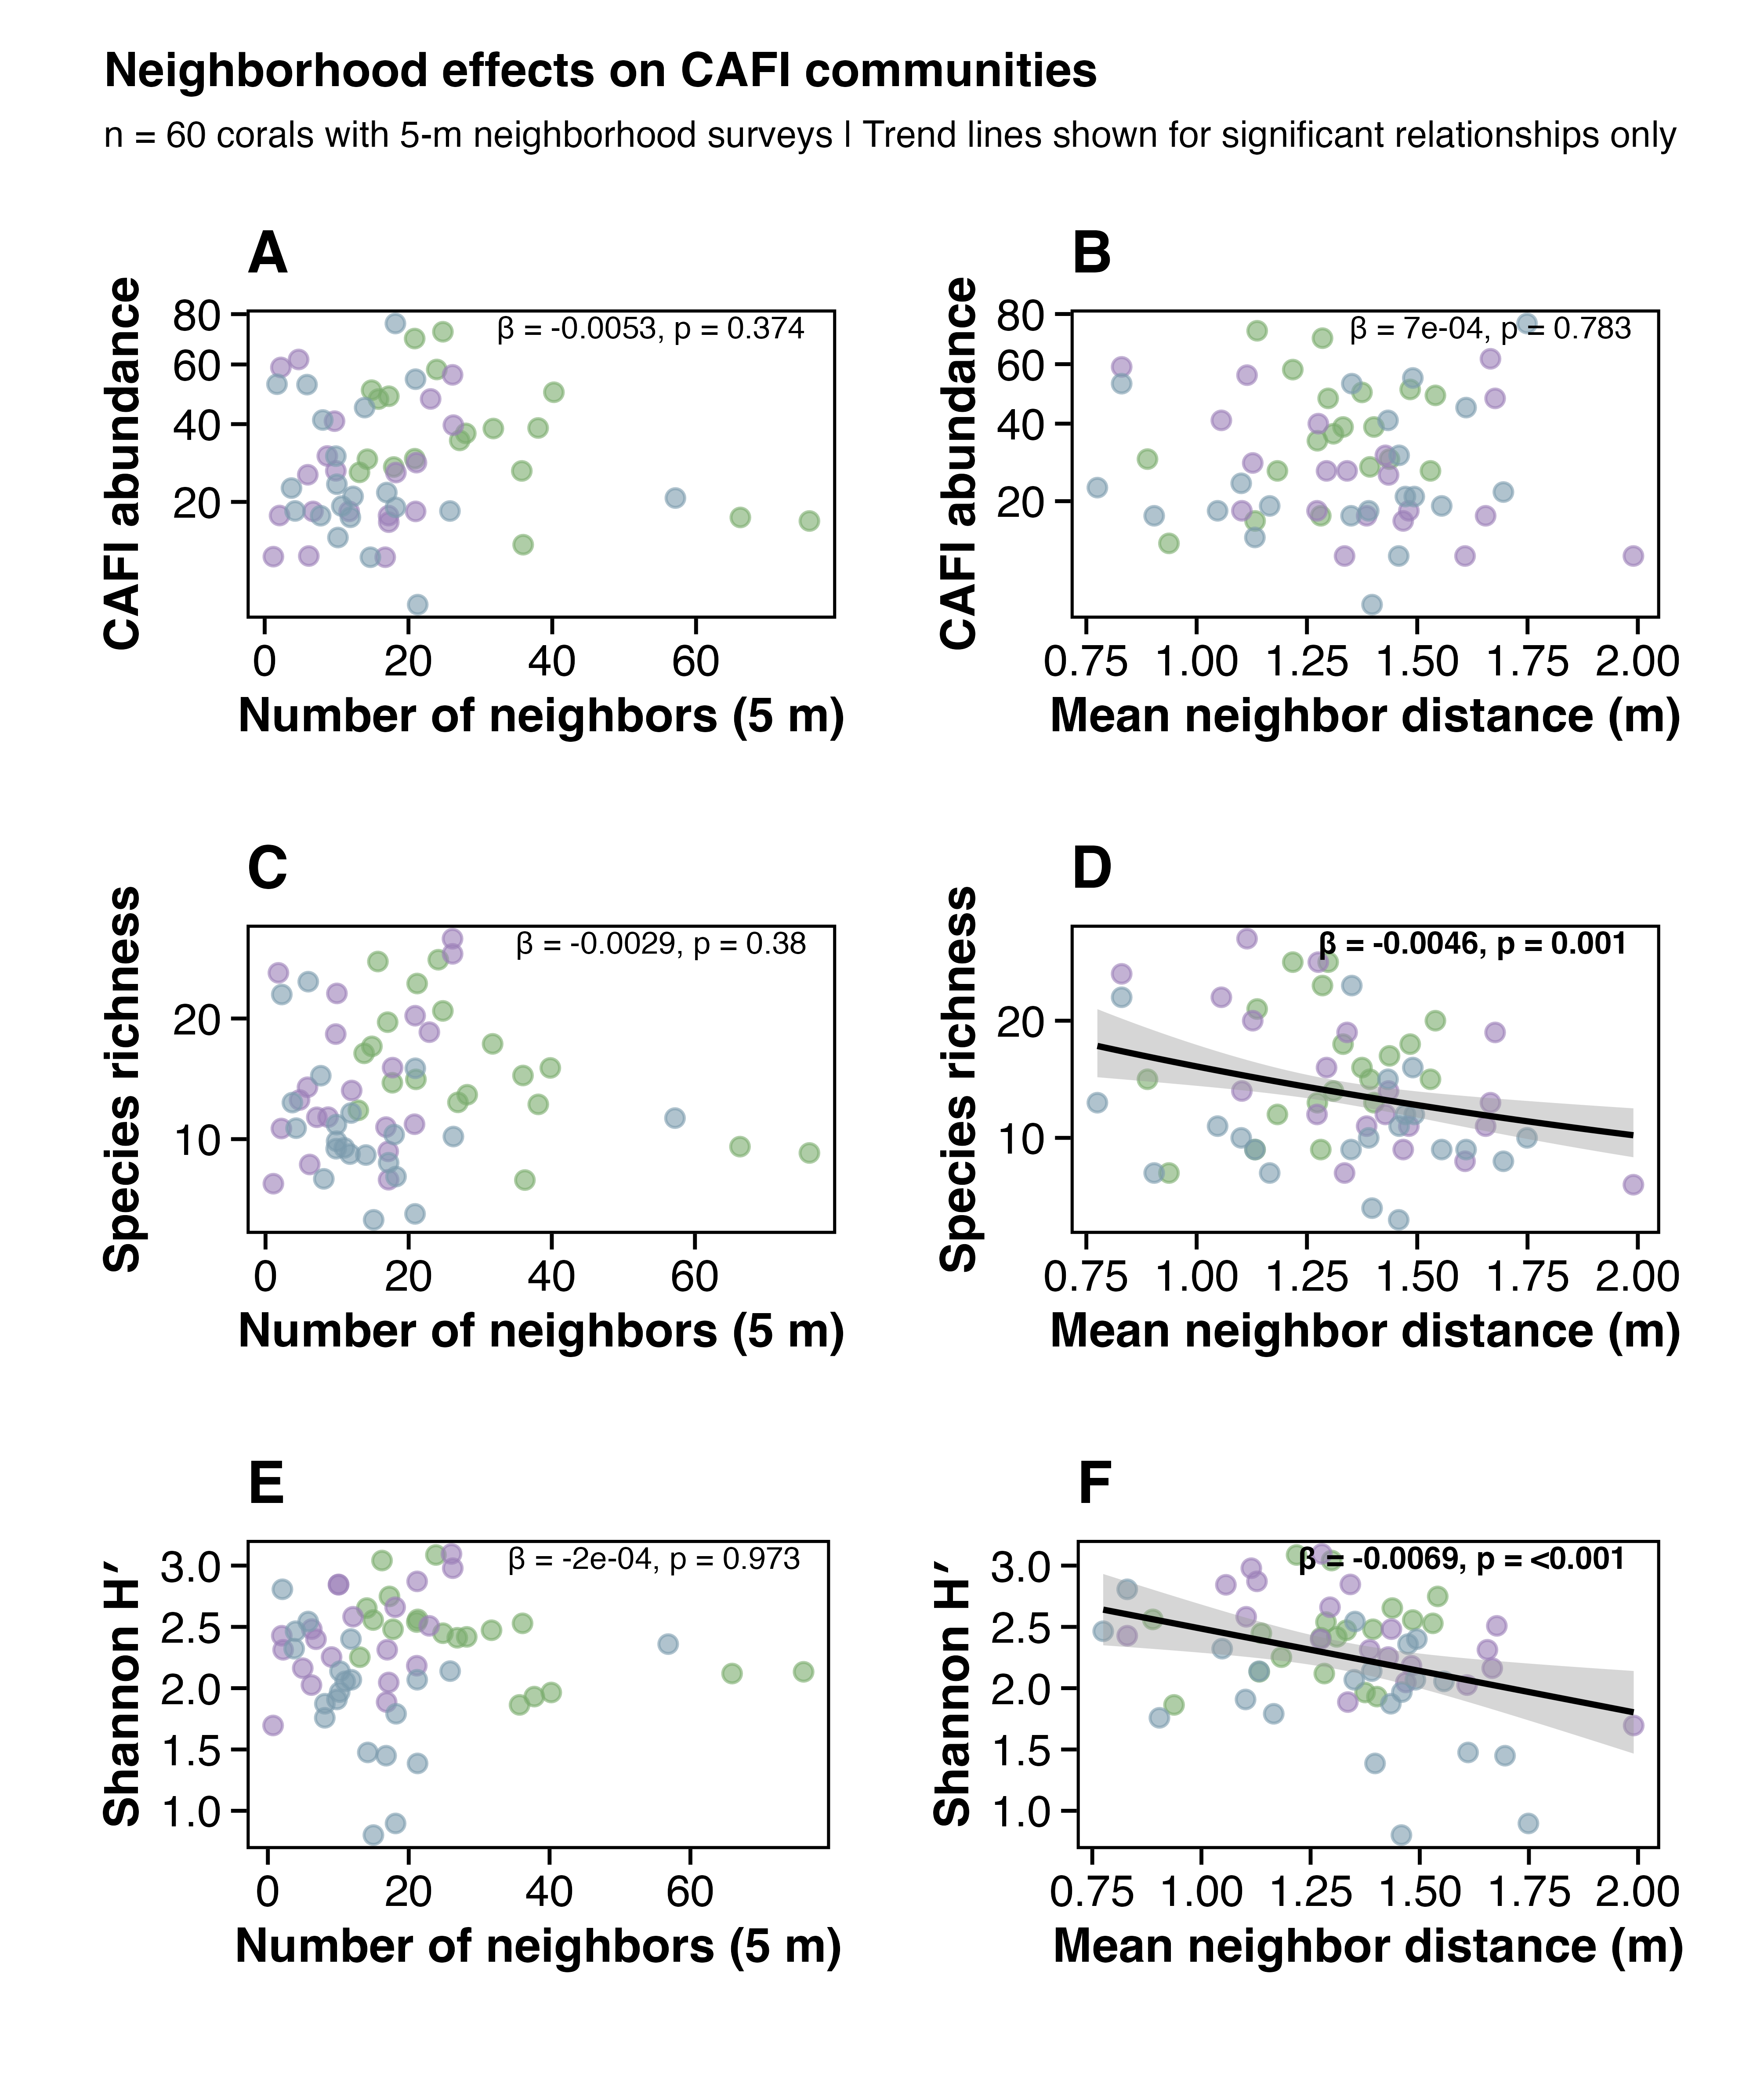 Neighborhood effects on CAFI communities
n = 60 corals with 5-m neighborhood surveys | Trend lines shown for significant relationships only
A
CAFI abundance
80
60
40
20
β = -0.0053, p = 0.374
0 20 40 60
Number of neighbors (5 m)
B
CAFI abundance
80
60
40
20
β = 7e-04, p = 0.783
0.75 1.00 1.25 1.50 1.75 2.00
Mean neighbor distance (m)
C
Species richness
20
10
β = -0.0029, p = 0.38
0 20 40 60
Number of neighbors (5 m)
D
Species richness
20
10
β = -0.0046, p = 0.001
0.75 1.00 1.25 1.50 1.75 2.00
Mean neighbor distance (m)
E
Shannon H′
3.0
2.5
2.0
1.5
1.0
β = -2e-04, p = 0.973
0 20 40 60
Number of neighbors (5 m)
F
Shannon H′
3.0
2.5
2.0
1.5
1.0
β = -0.0069, p = <0.001
0.75 1.00 1.25 1.50 1.75 2.00
Mean neighbor distance (m)